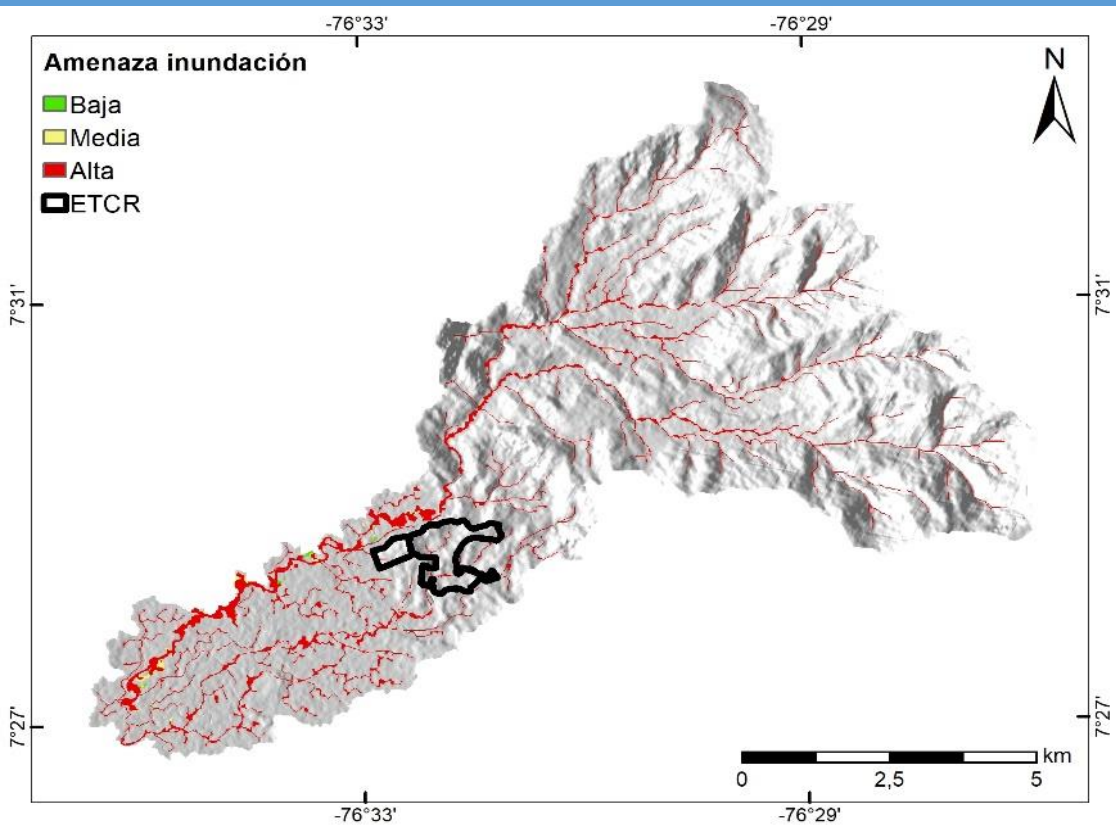 -76°33'
-76°29'
Amenaza inundación
Baja
Media
Alta
ETCR
N
7°31'
7°31'
7°27'
7°27'
km
0
2,5
5
-76°33'
-76°29'